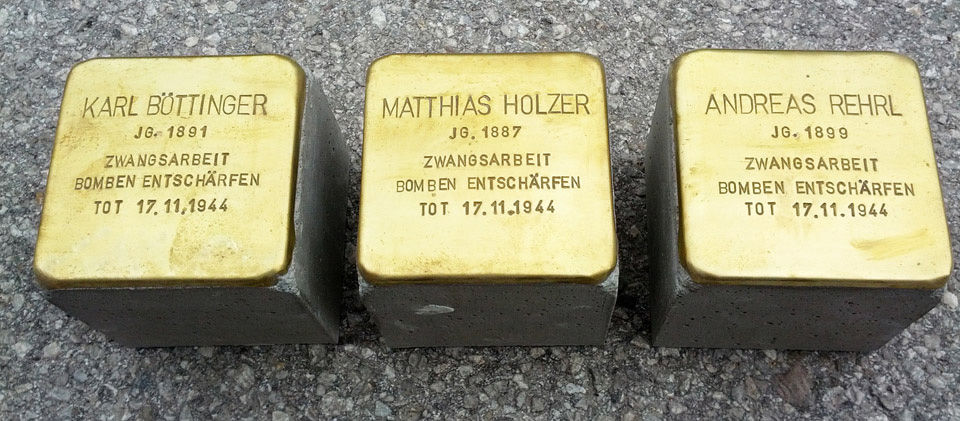 KARL BÖTTINGER
JG. 1891
ZWANGSARBEIT
BOMBEN ENTSCHÄRFEN
TOT 17.11.1944
MATTHIAS HOLZER
JG. 1887
ZWANGSARBEIT
BOMBEN ENTSCHÄRFEN
TOT 17.11.1944
ANDREAS REHRL
JG. 1899
ZWANGSARBEIT
BOMBEN ENTSCHÄRFEN
TOT 17.11.1944